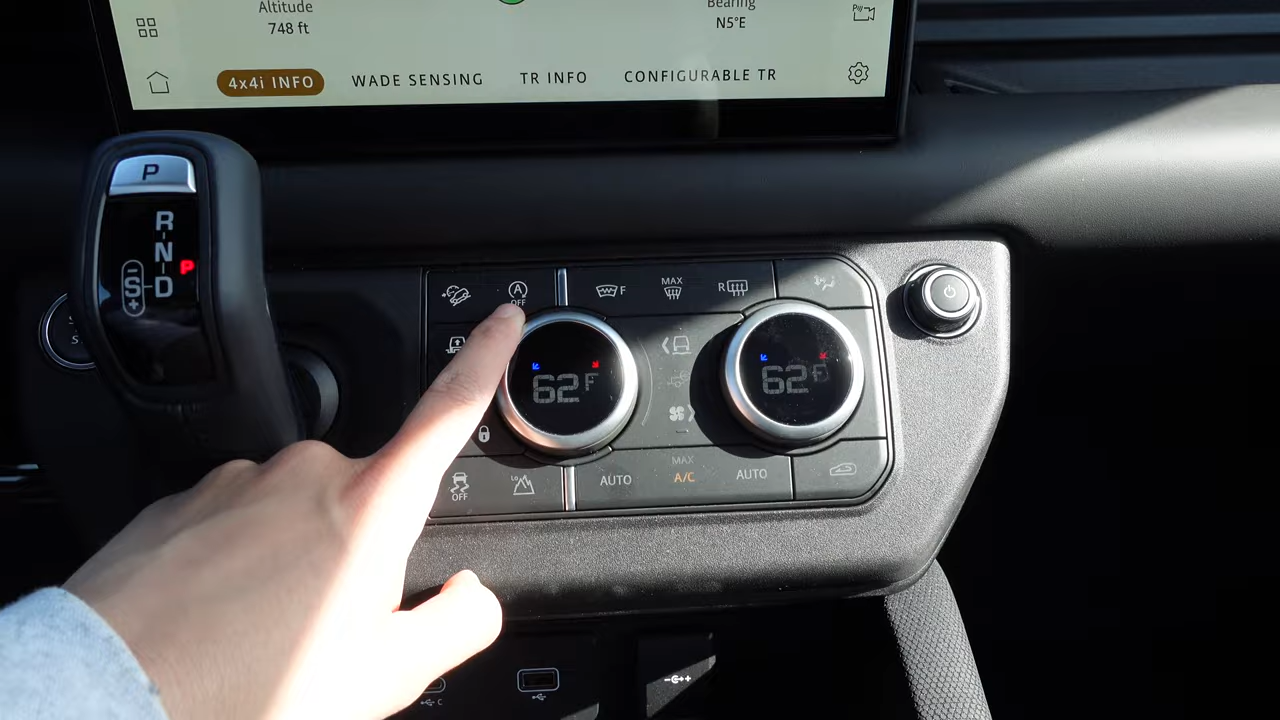 Altitude
748 ft
Bearing
N5°E
4x4i INFO
WADE SENSING
TR INFO
CONFIGURABLE TR
P
R
N
D
S
P
A
OFF
F
MAX
R
62 F
62
OFF
LO
AUTO
MAX
A/C
AUTO
C